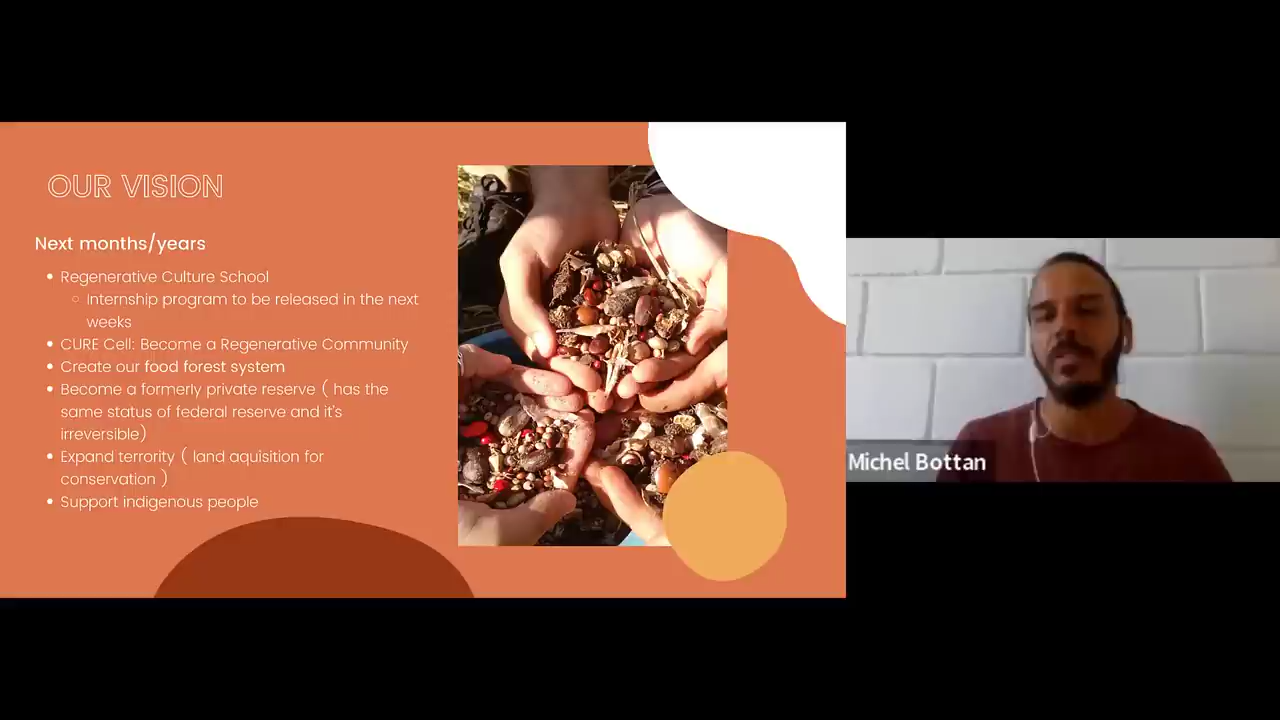 OUR VISION
Next months/years
• Regenerative Culture School
○ Internship program to be released in the next
weeks
• CURE Cell: Become a Regenerative Community
• Create our food forest system
• Become a formerly private reserve ( has the
same status of federal reserve and it's
irreversible)
• Expand terrority ( land aquisition for
conservation )
• Support indigenous people
Michel Bottan